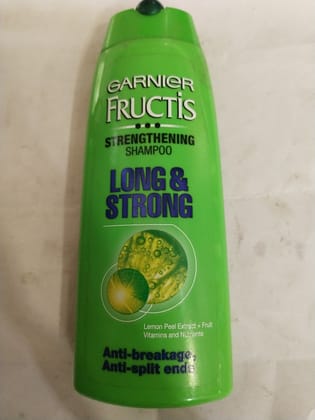 GARNIER
FRUCTIS
STRENGTHENING
SHAMPOO
LONG &
STRONG
Lemon Peel Extract + Fruit
Vitamins and Nutrients
Anti-breakage,
Anti-split ends